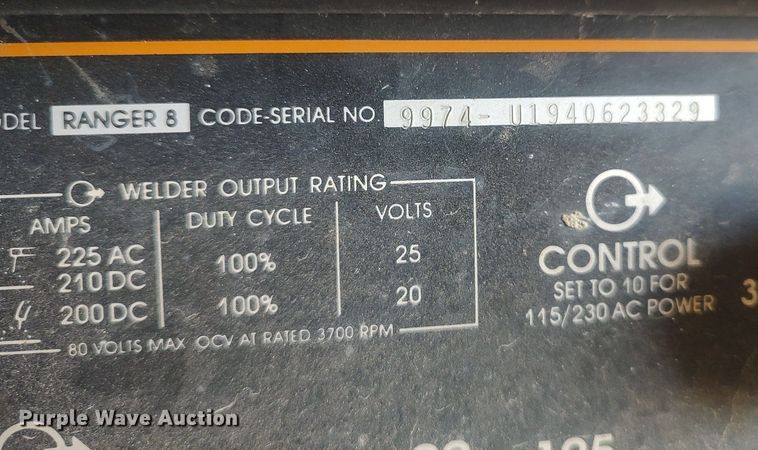 RANGER 8 CODE-SERIAL NO 9974- U1940623329
WELDER OUTPUT RATING
AMPS DUTY CYCLE VOLTS
225 AC 100% 25
210 DC
200 DC 100% 20
80 VOLTS MAX OCV AT RATED 3700 RPM
CONTROL
SET TO 10 FOR
115/230 AC POWER
Purple Wave Auction